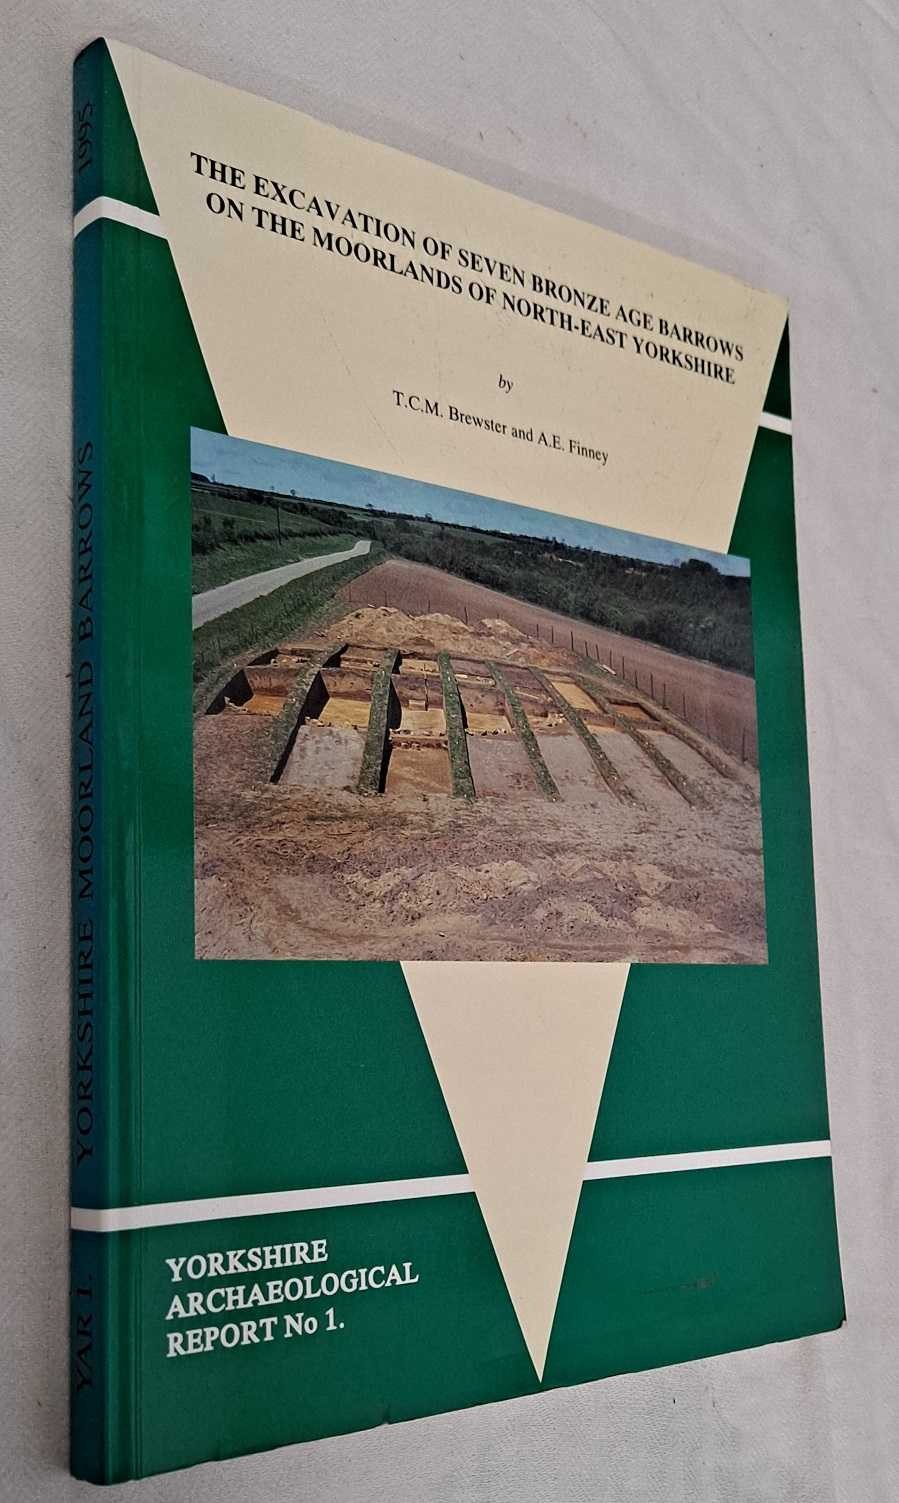 THE EXCAVATION OF SEVEN BRONZE AGE BARROWS
ON THE MOORLANDS OF NORTH-EAST YORKSHIRE
by
T.C.M. Brewster and A.E. Finney
YORKSHIRE
ARCHAEOLOGICAL
REPORT No 1.
YAR 1. YORKSHIRE MOORLAND BARROWS 1995